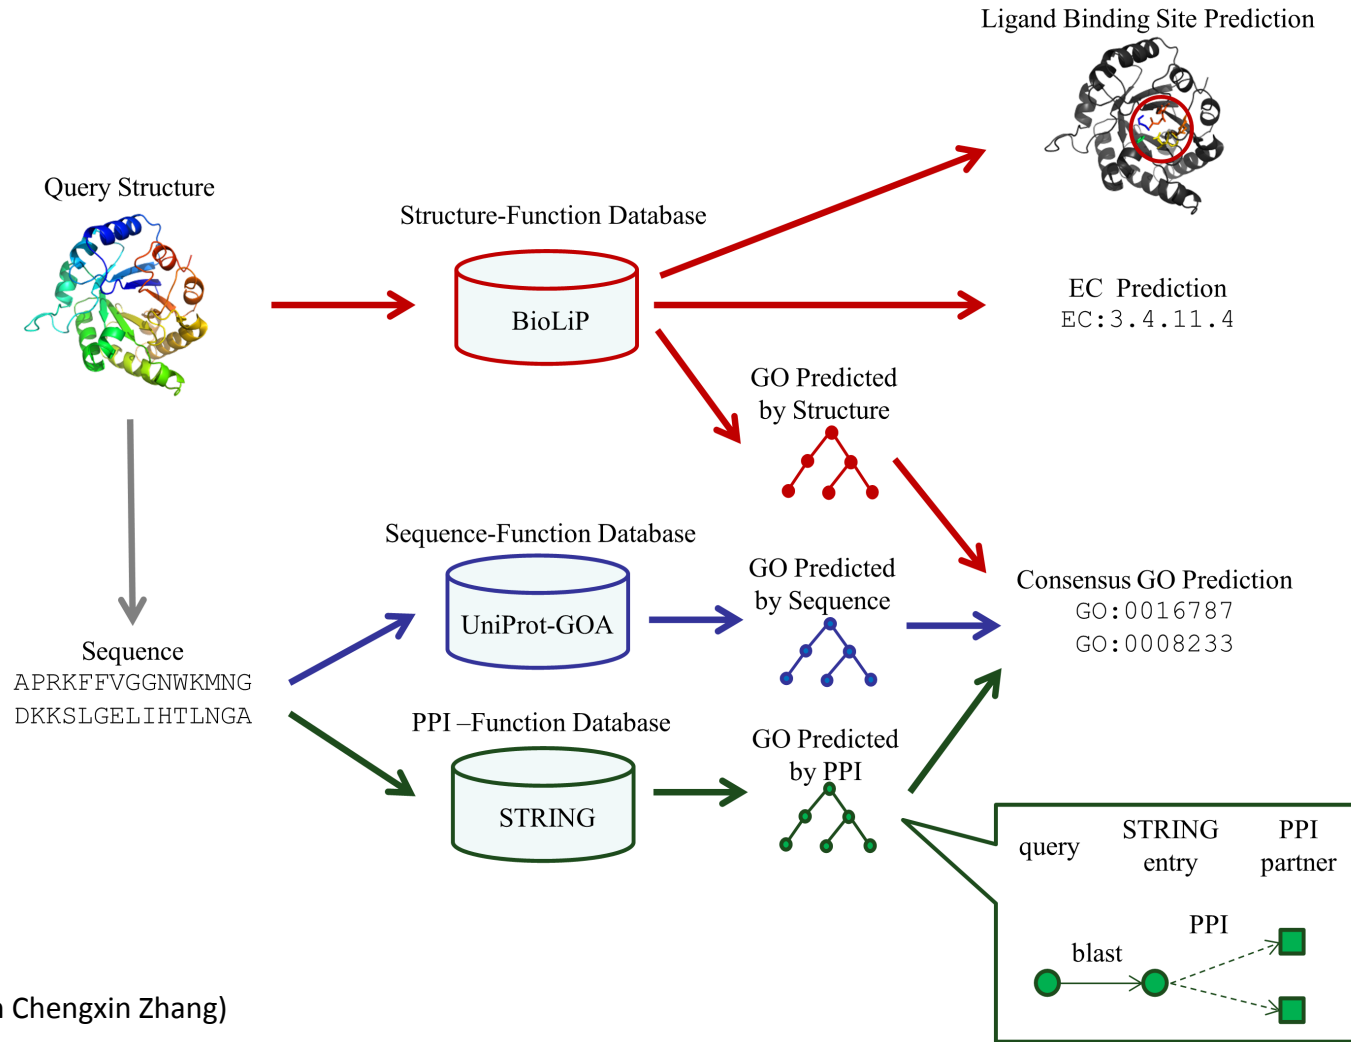 Ligand Binding Site Prediction
Query Structure
Structure-Function Database
BioLiP
EC Prediction
EC:3.4.11.4
GO Predicted
by Structure
Sequence-Function Database
UniProt-GOA
GO Predicted
by Sequence
Consensus GO Prediction
GO:0016787
GO:0008233
Sequence
APRKFFVGGNWKMNG
DKKSLGELIHTLNGA
PPI –Function Database
STRING
GO Predicted
by PPI
query
STRING
entry
PPI
partner
PPI
blast
Chengxin Zhang)